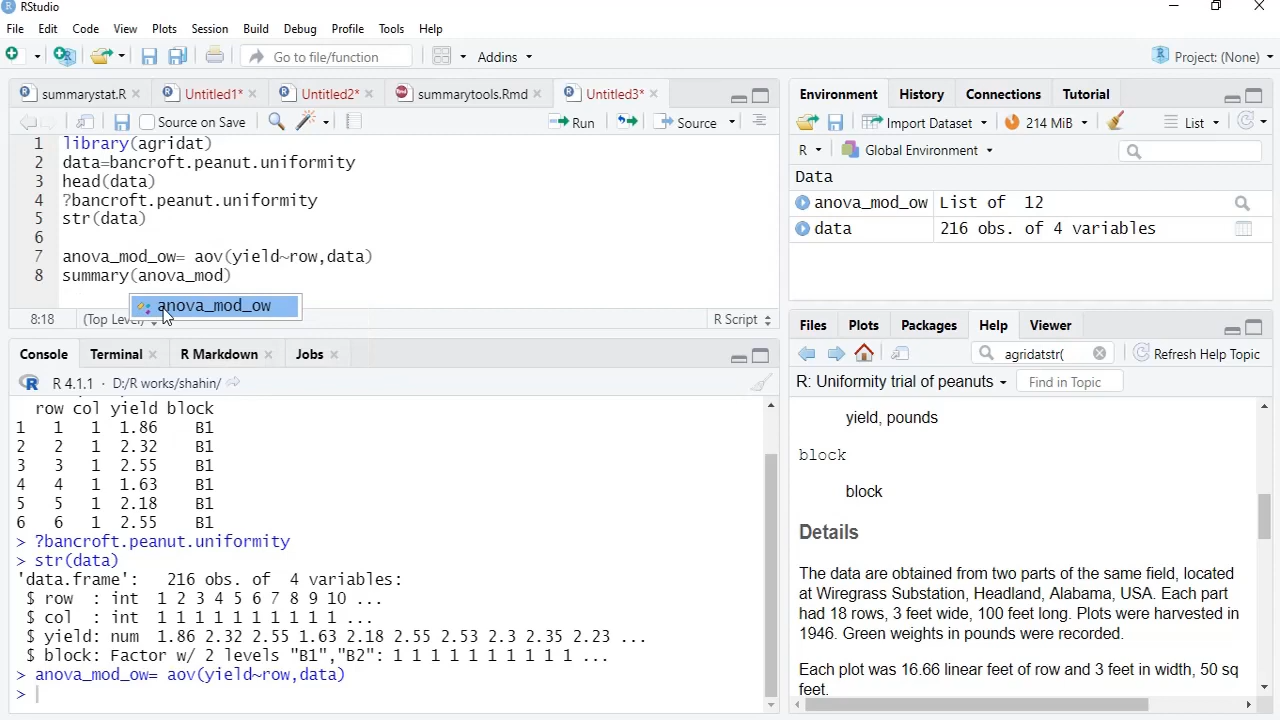 RStudio
File Edit Code View Plots Session Build Debug Profile Tools Help
Go to file/function Addins Project: (None)
summarystat.R Untitled1* Untitled2* summarytools.Rmd Untitled3*
Source on Save Run Source
1 library(agridat)
2 data=bancroft.peanut.uniformity
3 head(data)
4 ?bancroft.peanut.uniformity
5 str(data)
6
7 anova_mod_ow= aov(yield~row,data)
8 summary(anova_mod)
anova_mod_ow
8:18 (Top Level) R Script
Console Terminal R Markdown Jobs
R 4.1.1 · D:/R works/shahin/
row col yield block
1 1 1 1.86 B1
2 2 1 2.32 B1
3 3 1 2.55 B1
4 4 1 1.63 B1
5 5 1 2.18 B1
6 6 1 2.55 B1
> ?bancroft.peanut.uniformity
> str(data)
'data.frame': 216 obs. of 4 variables:
$ row : int 1 2 3 4 5 6 7 8 9 10 ...
$ col : int 1 1 1 1 1 1 1 1 1 1 ...
$ yield: num 1.86 2.32 2.55 1.63 2.18 2.55 2.53 2.3 2.35 2.23 ...
$ block: Factor w/ 2 levels "B1","B2": 1 1 1 1 1 1 1 1 1 1 ...
> anova_mod_ow= aov(yield~row,data)
>
Environment History Connections Tutorial
Import Dataset 214 MiB List
R Global Environment
Data
anova_mod_ow List of 12
data 216 obs. of 4 variables
Files Plots Packages Help Viewer
agridatstr( Refresh Help Topic
R: Uniformity trial of peanuts Find in Topic
yield, pounds
block
block
Details
The data are obtained from two parts of the same field, located
at Wiregrass Substation, Headland, Alabama, USA. Each part
had 18 rows, 3 feet wide, 100 feet long. Plots were harvested in
1946. Green weights in pounds were recorded.
Each plot was 16.66 linear feet of row and 3 feet in width, 50 sq
feet.